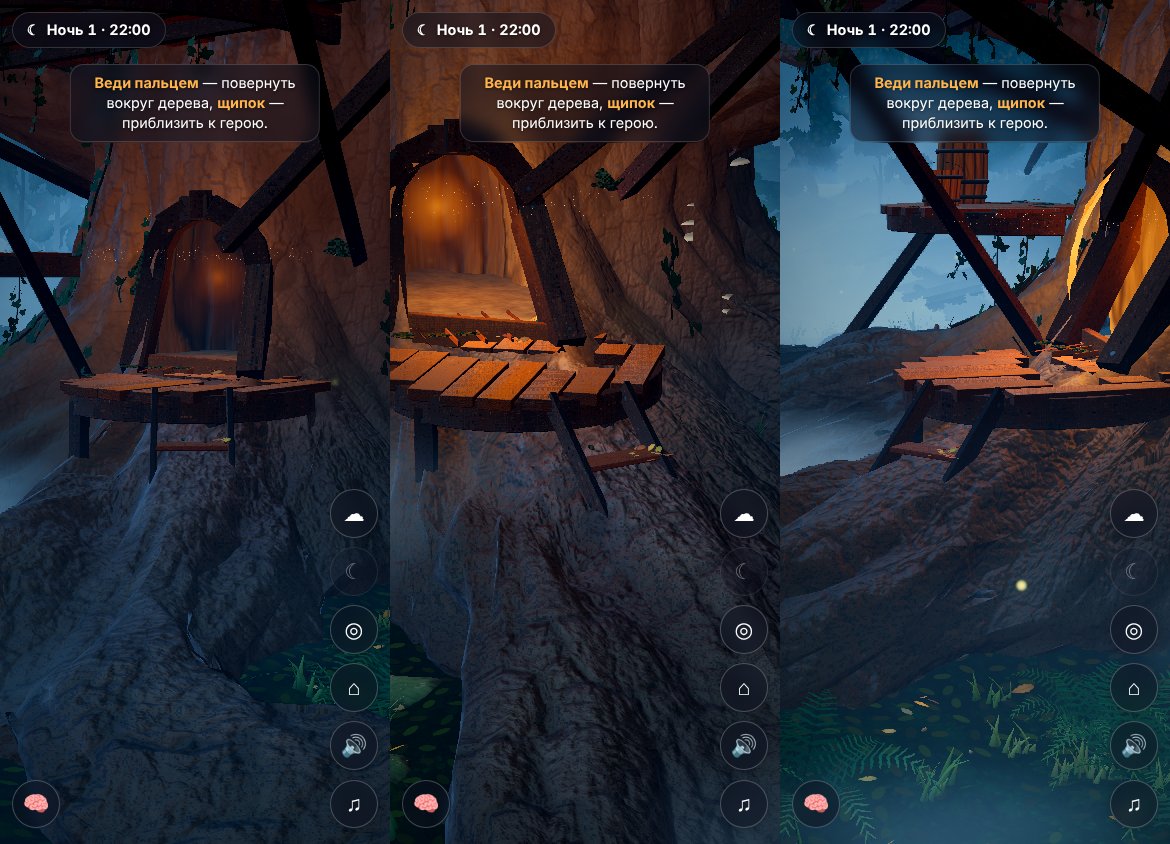 Ночь 1 · 22:00
Веди пальцем — повернуть
вокруг дерева, щипок —
приблизить к герою.
Ночь 1 · 22:00
Веди пальцем — повернуть
вокруг дерева, щипок —
приблизить к герою.
Ночь 1 · 22:00
Веди пальцем — повернуть
вокруг дерева, щипок —
приблизить к герою.